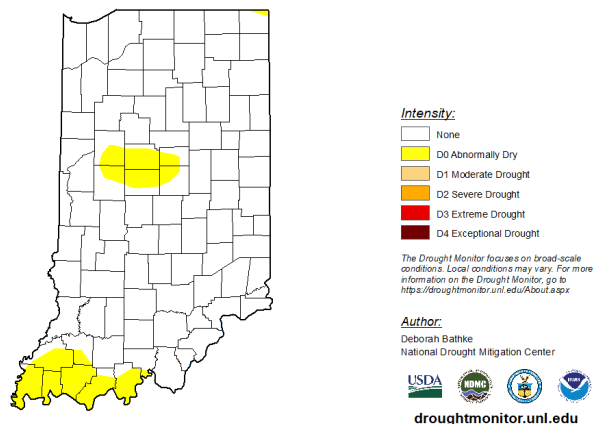 Intensity:
None
D0 Abnormally Dry
D1 Moderate Drought
D2 Severe Drought
D3 Extreme Drought
D4 Exceptional Drought
The Drought Monitor focuses on broad-scale
conditions. Local conditions may vary. For more
information on the Drought Monitor, go to
https://droughtmonitor.unl.edu/About.aspx
Author:
Deborah Bathke
National Drought Mitigation Center
USDA
NDMC
droughtmonitor.unl.edu